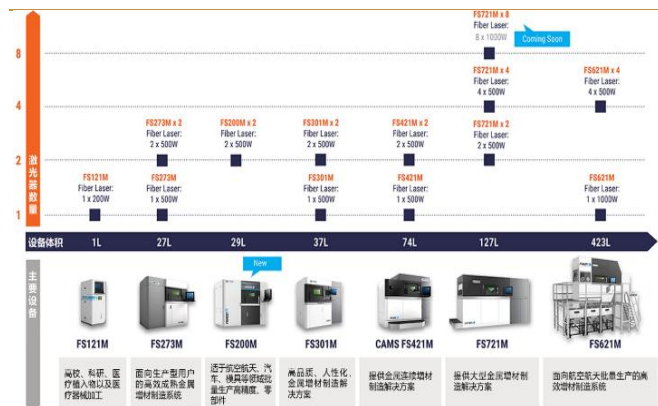 FS721M x 8
Fiber Laser:
8 x 1000W
Coming Soon
8
FS721M x 4
Fiber Laser:
4 x 500W
FS621M x 4
Fiber Laser:
4 x 500W
4
FS273M x 2
Fiber Laser:
2 x 500W
FS200M x 2
Fiber Laser:
2 x 500W
FS301M x 2
Fiber Laser:
2 x 500W
FS421M x 2
Fiber Laser:
2 x 500W
FS721M x 2
Fiber Laser:
2 x 500W
2
激光器数量
FS121M
Fiber Laser:
1 x 200W
FS273M
Fiber Laser:
1 x 500W
FS301M
Fiber Laser:
1 x 500W
FS421M
Fiber Laser:
1 x 500W
FS621M
Fiber Laser:
1 x 1000W
1
设备体积 1L 27L 29L 37L 74L 127L 423L
New
主要设备
FS121M FS273M FS200M FS301M CAMS FS421M FS721M FS621M
高校、科研、医
疗植入物以及医
疗器械加工
面向生产型用户
的高效成熟金属
增材制造系统
适于航空航天、汽
车、模具等领域批
量生产高精度、零
部件
高品质、人性化，
金属增材制造解
决方案
提供金属连续增材
制造解决方案
提供大型金属增材制
造解决方案
面向航空航天批量生产的高
效增材制造系统